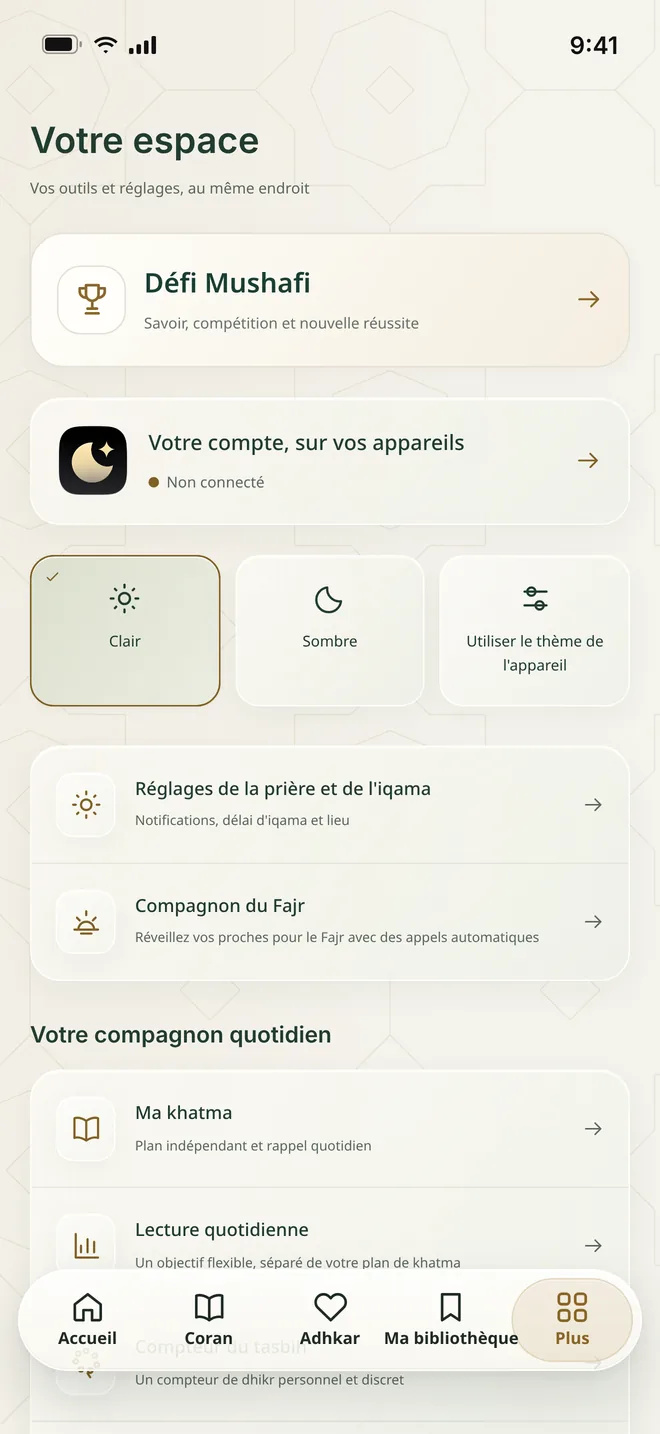 9:41
Votre espace
Vos outils et réglages, au même endroit
Défi Mushafi
Savoir, compétition et nouvelle réussite
Votre compte, sur vos appareils
Non connecté
Clair
Sombre
Utiliser le thème de
l'appareil
Réglages de la prière et de l'iqama
Notifications, délai d'iqama et lieu
Compagnon du Fajr
Réveillez vos proches pour le Fajr avec des appels automatiques
Votre compagnon quotidien
Ma khatma
Plan indépendant et rappel quotidien
Lecture quotidienne
Un objectif flexible, séparé de votre plan de khatma
Compteur du tasbih
Un compteur de dhikr personnel et discret
Accueil
Coran
Adhkar
Ma bibliothèque
Plus